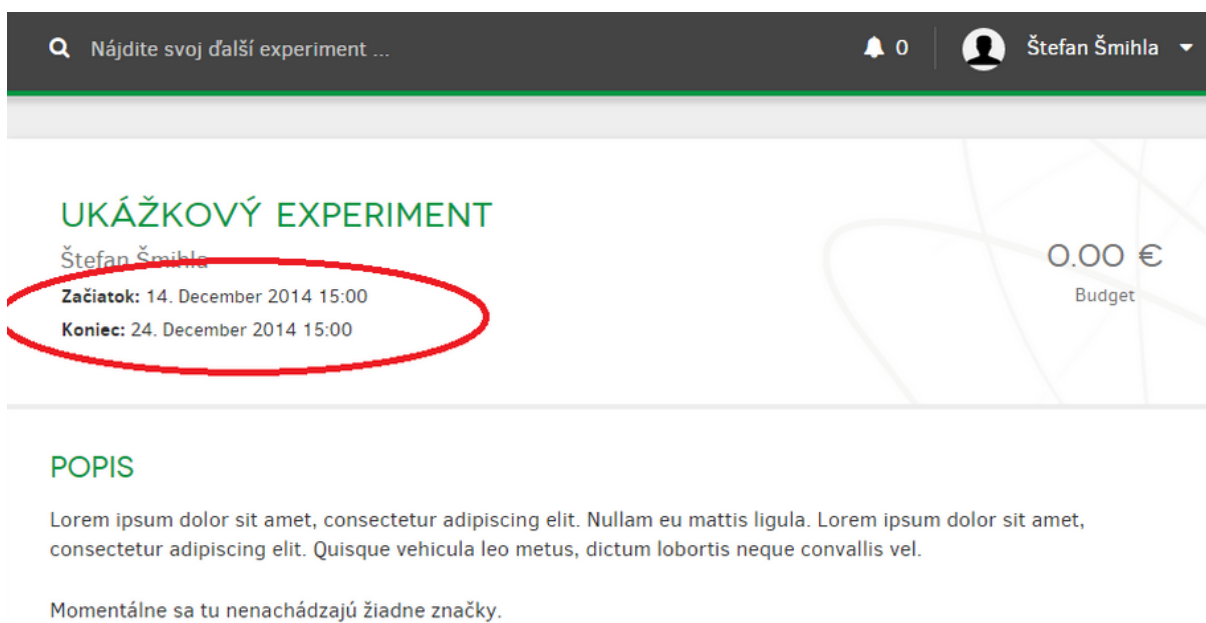 Nájdite svoj ďalší experiment ...
0
Štefan Šmihla
UKÁŽKOVÝ EXPERIMENT
Štefan Šmihla
Začiatok: 14. December 2014 15:00
Koniec: 24. December 2014 15:00
0.00 €
Budget
POPIS
Lorem ipsum dolor sit amet, consectetur adipiscing elit. Nullam eu mattis ligula. Lorem ipsum dolor sit amet,
consectetur adipiscing elit. Quisque vehicula leo metus, dictum lobortis neque convallis vel.
Momentálne sa tu nenachádzajú žiadne značky.